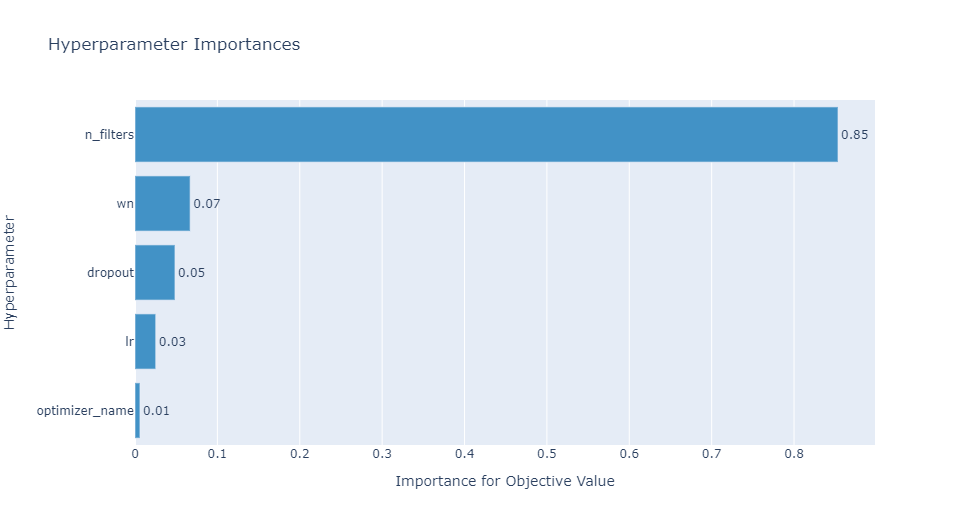 Hyperparameter Importances
Hyperparameter
n_filters
0.85
wn
0.07
dropout
0.05
lr
0.03
optimizer_name
0.01
0
0.1
0.2
0.3
0.4
0.5
0.6
0.7
0.8
Importance for Objective Value